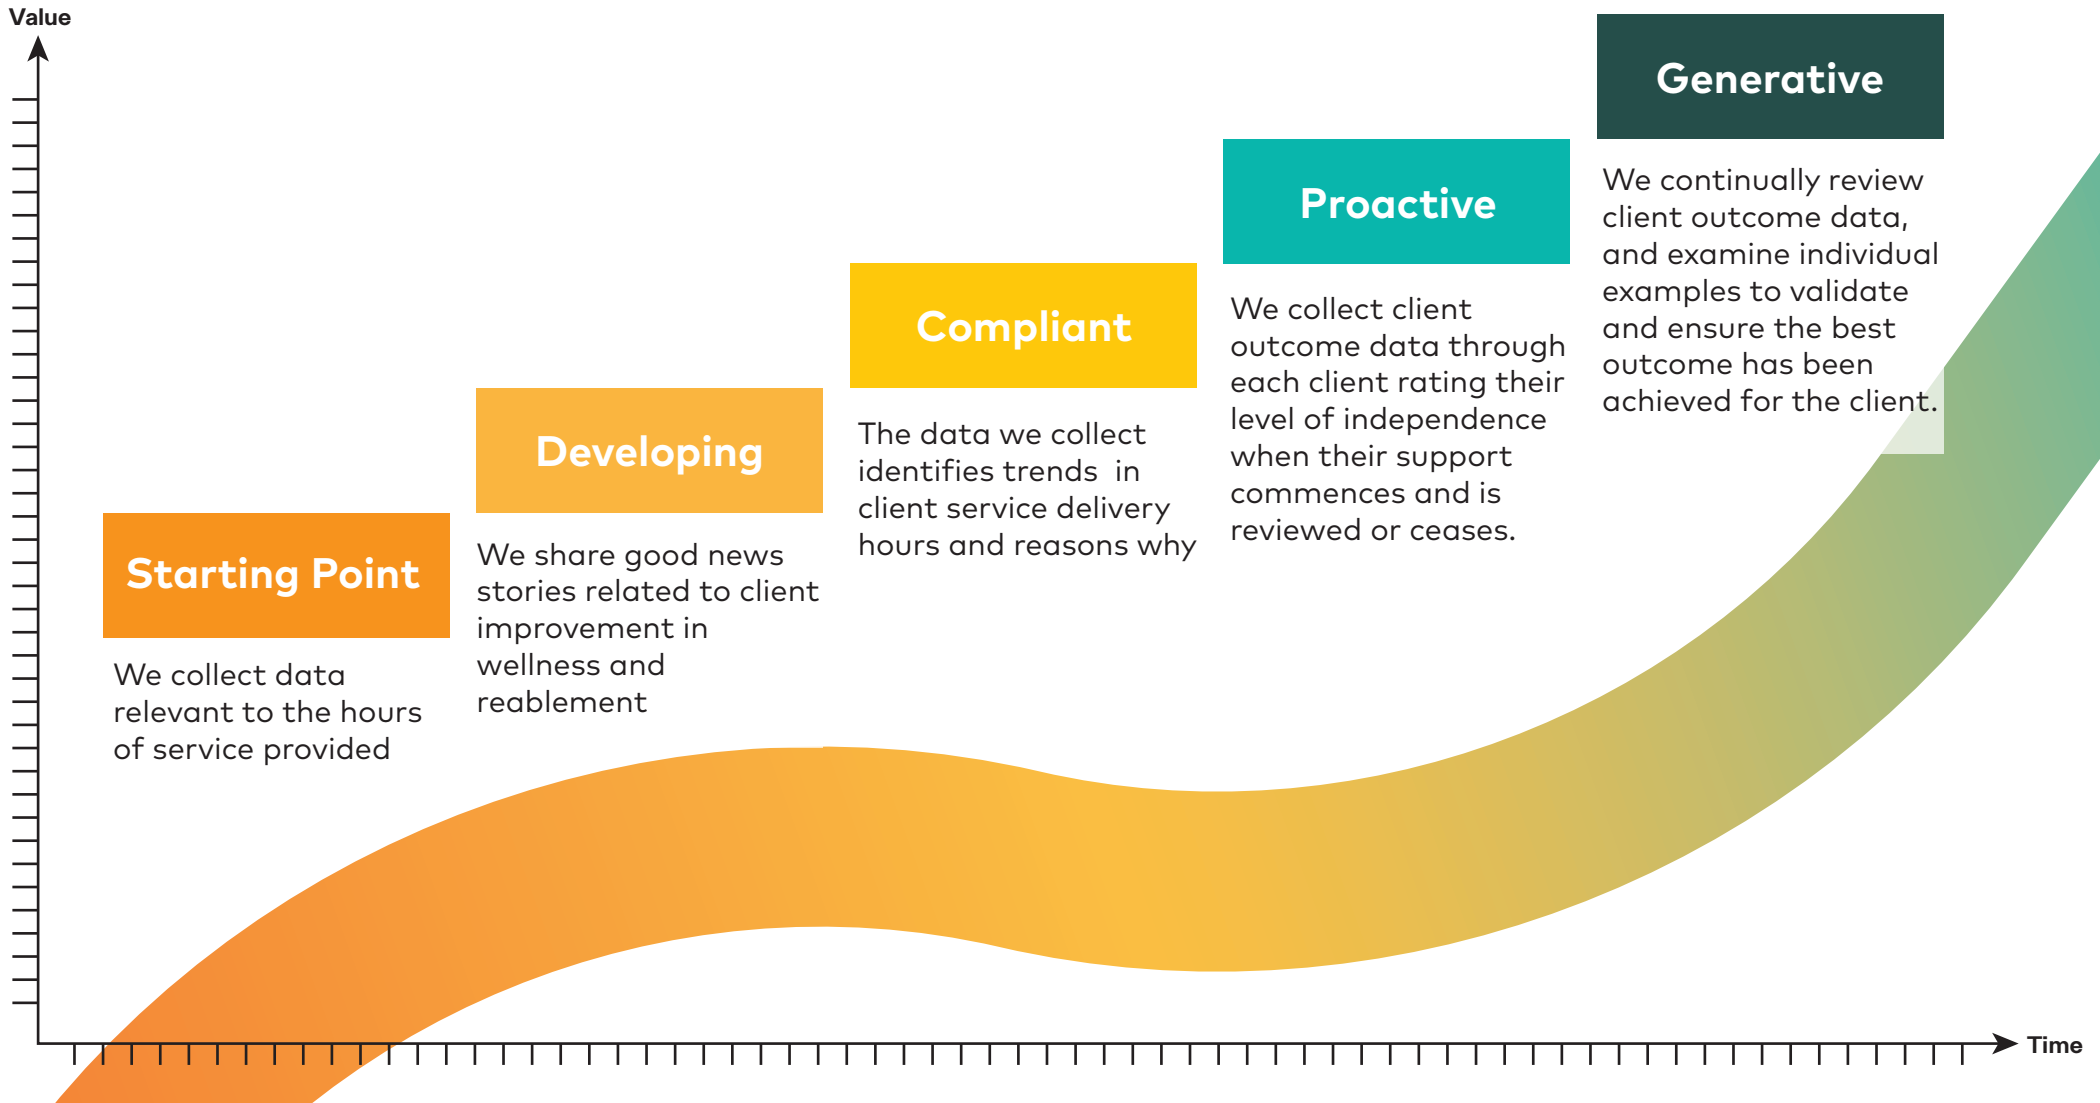 Value
Starting Point
We collect data
relevant to the hours
of service provided
Developing
We share good news
stories related to client
improvement in
wellness and
reablement
Compliant
The data we collect
identifies trends  in
client service delivery
hours and reasons why
Proactive
We collect client
outcome data through
each client rating their
level of independence
when their support
commences and is
reviewed or ceases.
Generative
We continually review
client outcome data,
and examine individual
examples to validate
and ensure the best
outcome has been
achieved for the client.
Time